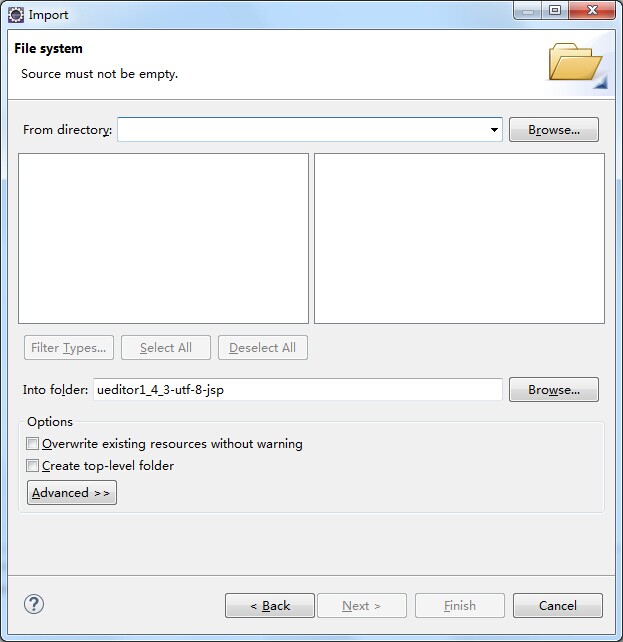 Import
File system
Source must not be empty.
From directory:
Browse...
Filter Types...
Select All
Deselect All
Into folder:
ueditor1_4_3-utf-8-jsp
Browse...
Options
Overwrite existing resources without warning
Create top-level folder
Advanced >>
?
< Back
Next >
Finish
Cancel